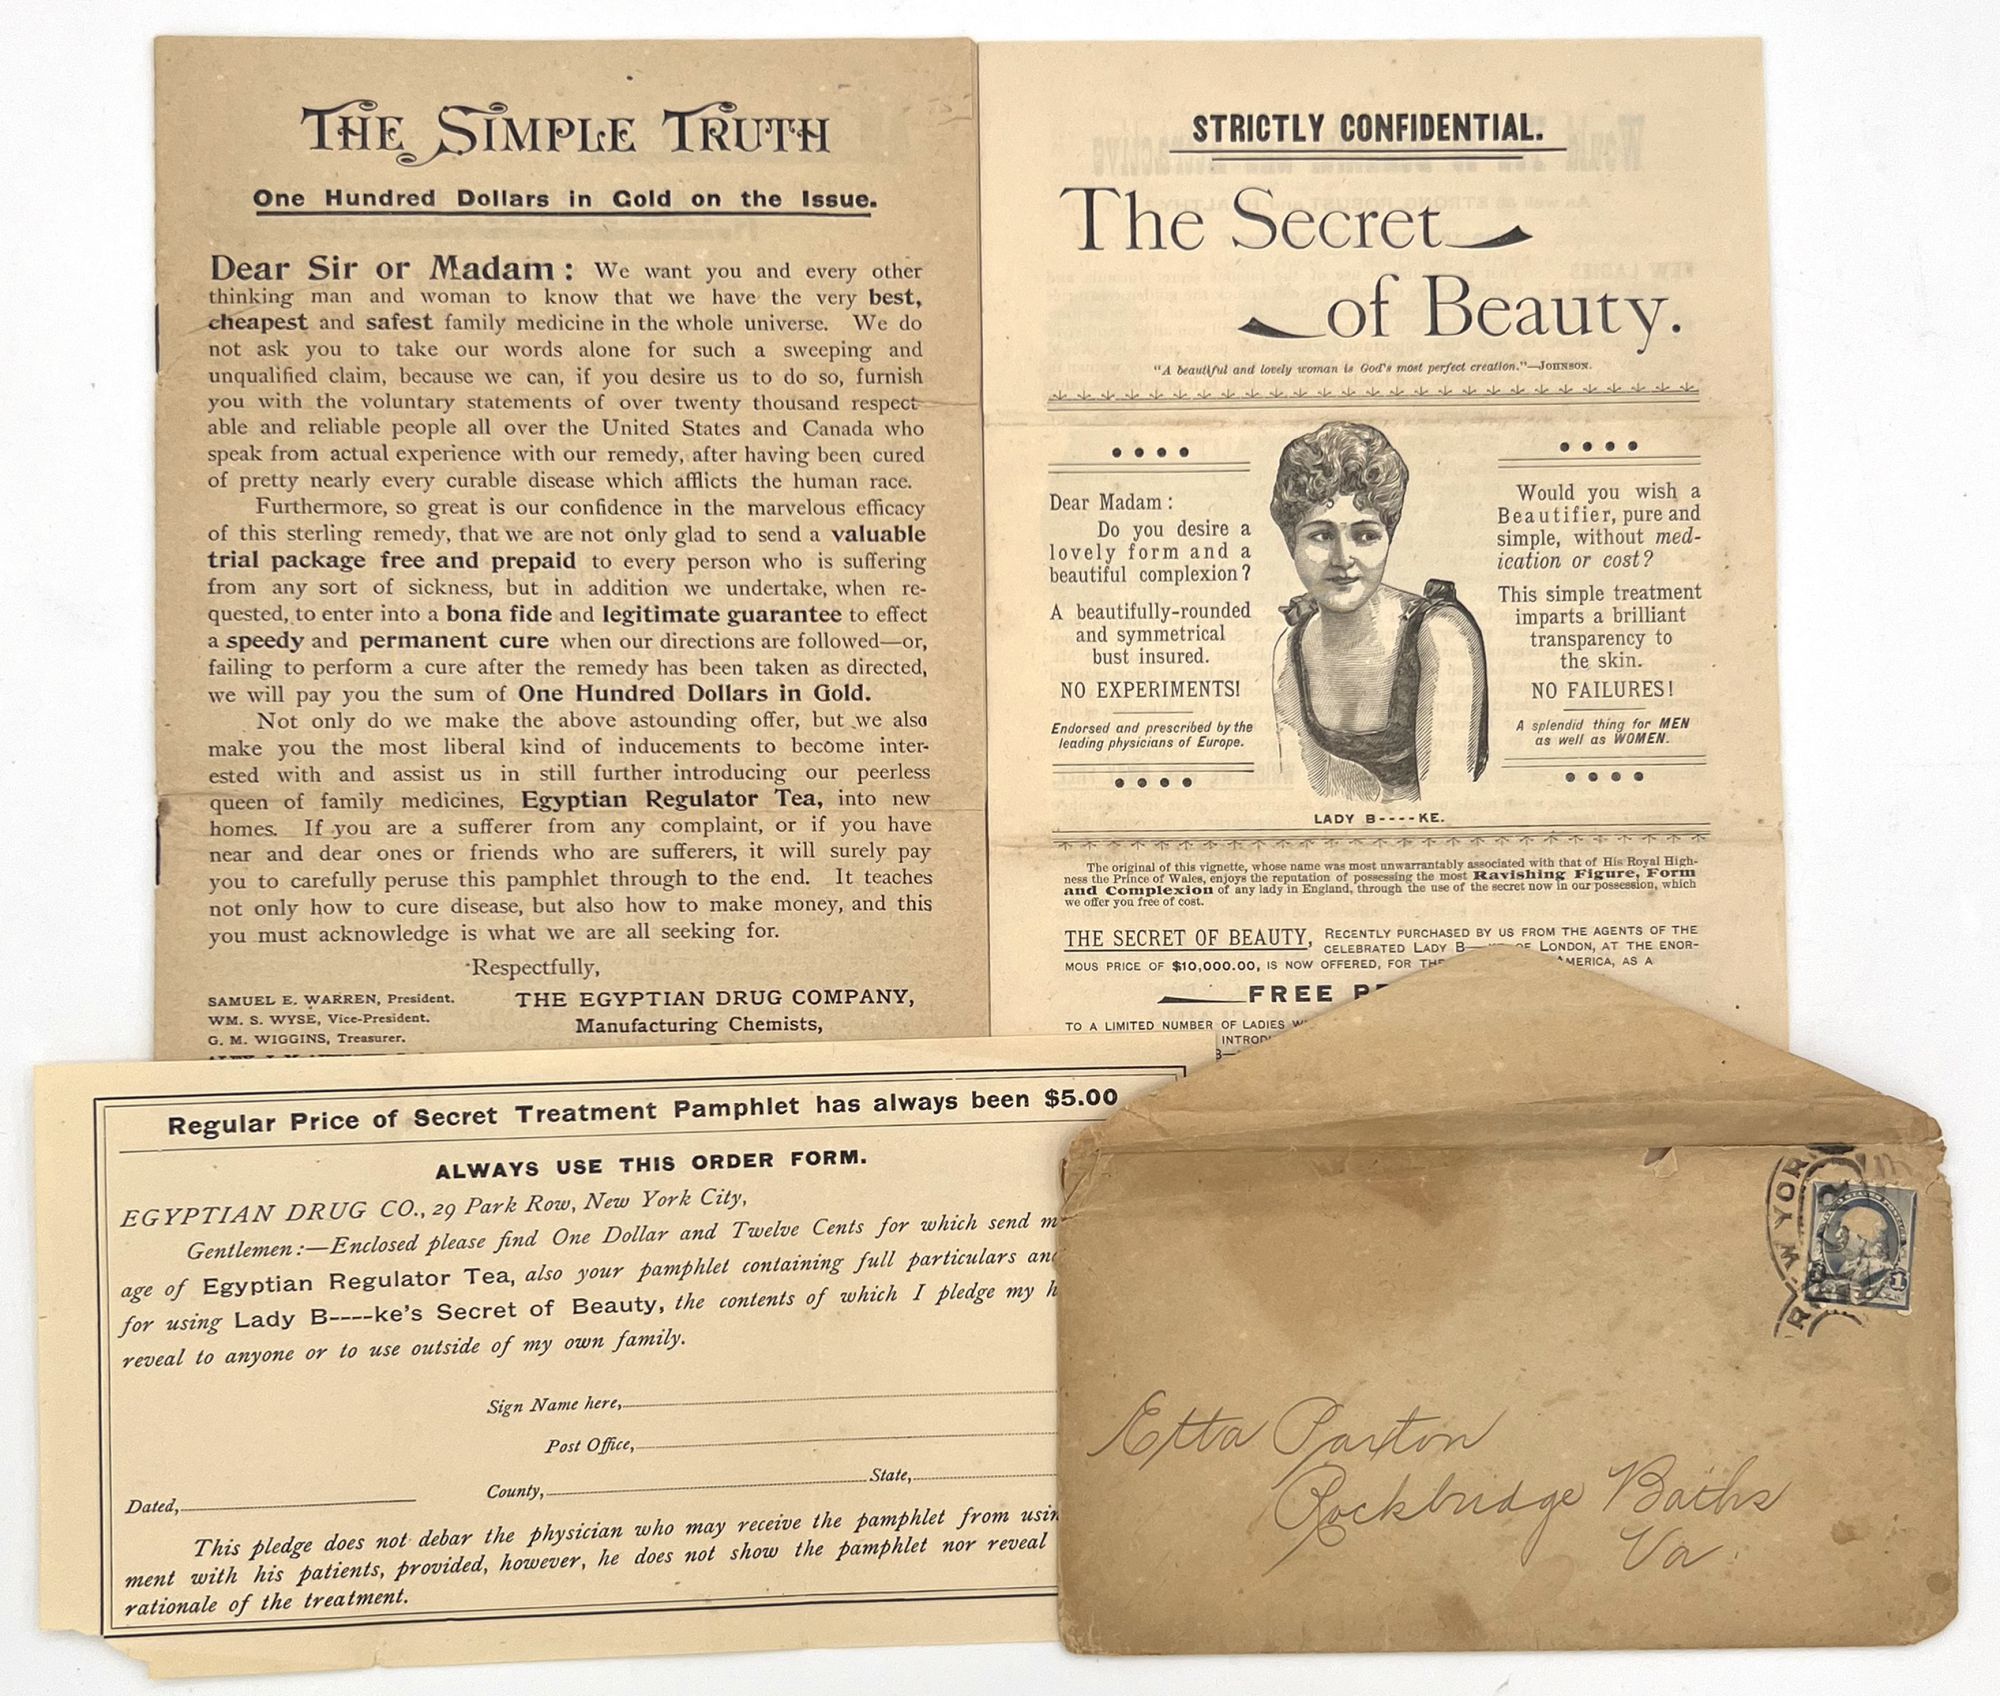 THE SIMPLE TRUTH
One Hundred Dollars in Gold on the Issue.
Dear Sir or Madam: We want you and every other
thinking man and woman to know that we have the very best,
cheapest and safest family medicine in the whole universe. We do
not ask you to take our words alone for such a sweeping and
unqualified claim, because we can, if you desire us to do so, furnish
you with the voluntary statements of over twenty thousand respect-
able and reliable people all over the United States and Canada who
speak from actual experience with our remedy, after having been cured
of pretty nearly every curable disease which afflicts the human race.
Furthermore, so great is our confidence in the marvelous efficacy
of this sterling remedy, that we are not only glad to send a valuable
trial package free and prepaid to every person who is suffering
from any sort of sickness, but in addition we undertake, when re-
quested, to enter into a bona fide and legitimate guarantee to effect
a speedy and permanent cure when our directions are followed—or,
failing to perform a cure after the remedy has been taken as directed,
we will pay you the sum of One Hundred Dollars in Gold.
Not only do we make the above astounding offer, but we also
make you the most liberal kind of inducements to become inter-
ested with and assist us in still further introducing our peerless
queen of family medicines, Egyptian Regulator Tea, into new
homes. If you are a sufferer from any complaint, or if you have
near and dear ones or friends who are sufferers, it will surely pay
you to carefully peruse this pamphlet through to the end. It teaches
not only how to cure disease, but also how to make money, and this
you must acknowledge is what we are all seeking for.
Respectfully,
SAMUEL E. WARREN, President.
WM. S. WYSE, Vice-President.
G. M. WIGGINS, Treasurer.
THE EGYPTIAN DRUG COMPANY,
Manufacturing Chemists,
STRICTLY CONFIDENTIAL.
The Secret
of Beauty.
"A beautiful and lovely woman is God's most perfect creation."—JOHNSON.
Dear Madam:
Do you desire a
lovely form and a
beautiful complexion?
A beautifully-rounded
and symmetrical
bust insured.
NO EXPERIMENTS!
Endorsed and prescribed by the
leading physicians of Europe.
Would you wish a
Beautifier, pure and
simple, without med-
ication or cost?
This simple treatment
imparts a brilliant
transparency to
the skin.
NO FAILURES!
A splendid thing for MEN
as well as WOMEN.
LADY B----KE.
The original of this vignette, whose name was most unwarrantably associated with that of His Royal High-
ness the Prince of Wales, enjoys the reputation of possessing the most Ravishing Figure, Form
and Complexion of any lady in England, through the use of the secret now in our possession, which
we offer you free of cost.
THE SECRET OF BEAUTY, RECENTLY PURCHASED BY US FROM THE AGENTS OF THE
CELEBRATED LADY B—KE OF LONDON, AT THE ENOR-
MOUS PRICE OF $10,000.00, IS NOW OFFERED, FOR THE AMERICA, AS A
FREE PR
TO A LIMITED NUMBER OF LADIES W
INTROD
Regular Price of Secret Treatment Pamphlet has always been $5.00
ALWAYS USE THIS ORDER FORM.
EGYPTIAN DRUG CO., 29 Park Row, New York City,
Gentlemen:—Enclosed please find One Dollar and Twelve Cents for which send m
age of Egyptian Regulator Tea, also your pamphlet containing full particulars an
for using Lady B----ke's Secret of Beauty, the contents of which I pledge my h
reveal to anyone or to use outside of my own family.
Sign Name here,
Post Office,
County, State,
Dated,
This pledge does not debar the physician who may receive the pamphlet from usin
ment with his patients, provided, however, he does not show the pamphlet nor reveal
rationale of the treatment.
W YOR
1
Etta Paxton
Rockbridge Baths
Va.